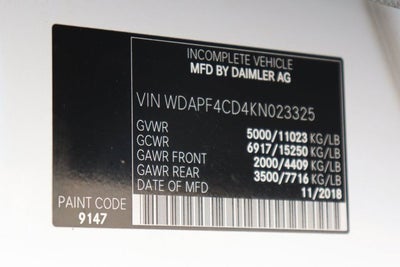 INCOMPLETE VEHICLE
MFD BY DAIMLER AG
VIN WDAPF4CD4KN023325
GVWR 5000/11023 KG/LB
GCWR 6917/15250 KG/LB
GAWR FRONT 2000/4409 KG/LB
GAWR REAR 3500/7716 KG/LB
DATE OF MFD 11/2018
PAINT CODE
9147